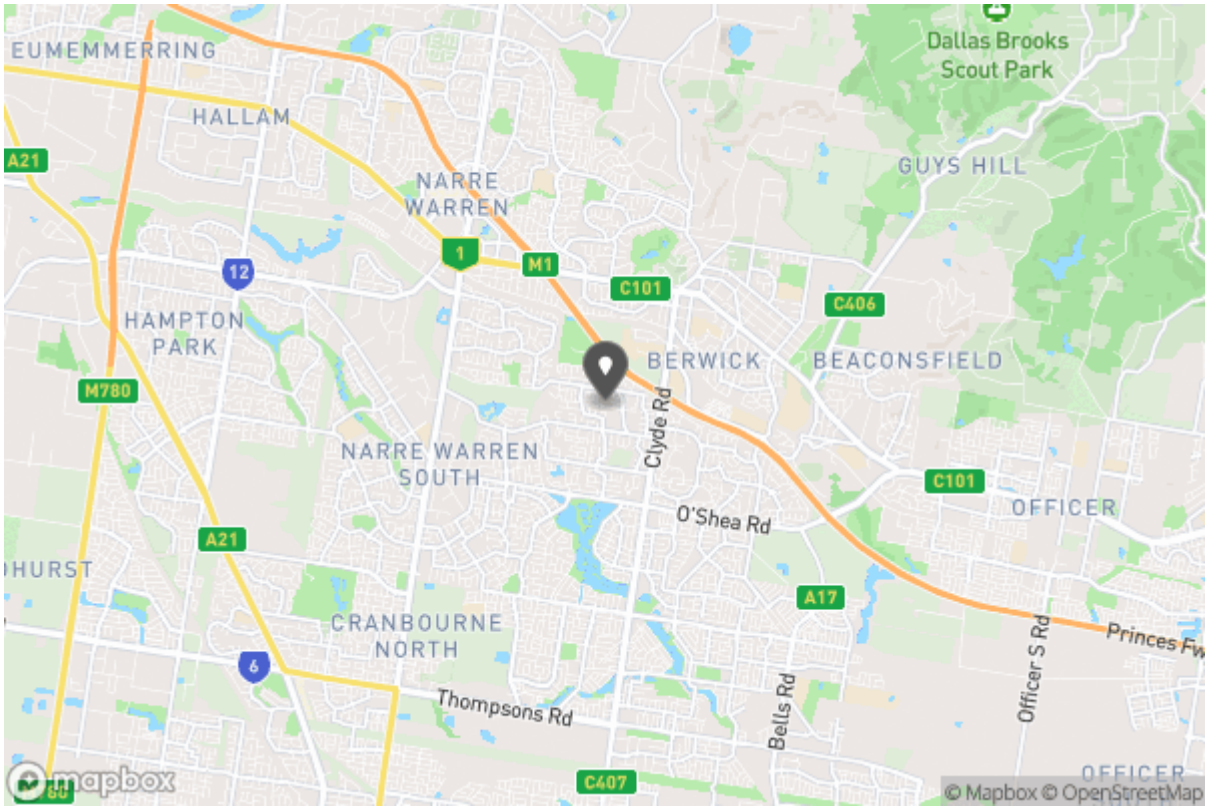 EUMEMMERRING
Dallas Brooks
Scout Park
HALLAM
A21
GUYS HILL
NARRE
WARREN
1
M1
12
C101
C406
HAMPTON
PARK
BERWICK
BEACONSFIELD
M780
Clyde Rd
NARRE WARREN
SOUTH
C101
OFFICER
O'Shea Rd
A21
DHURST
A17
CRANBOURNE
NORTH
Princes Fw
Officer S Rd
6
Thompsons Rd
Bells Rd
OFFICER
C407
mapbox
80
© Mapbox © OpenStreetMap